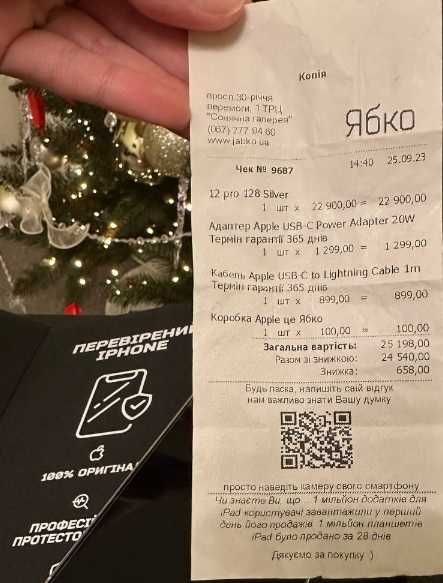 Копія
просп.30-річчя
перемоги, 1 ТРЦ
"Сонячна галерея"
(067) 777 04 60
www.jabko.ua
Ябко
Чек № 9687
14:40 25.09.23
12 pro 128 Silver
1 шт х 22 900,00 = 22 900,00
Адаптер Apple USB-C Power Adapter 20W
Термін гарантії 365 днів
1 шт х 1 299,00 = 1 299,00
Кабель Apple USB-C to Lightning Cable 1m
Термін гарантії 365 днів
1 шт х 899,00 = 899,00
Коробка Apple це Ябко
1 шт х 100,00 = 100,00
Загальна вартість: 25 198,00
Разом зі знижкою: 24 540,00
Знижка: 658,00
Будь ласка, напишіть свій відгук
нам важливо знати Вашу думку
просто наведіть камеру свого смартфону
Чи знаєте Ви, що ...1 мільйон додатків для
iPad користувачі завантажили у перший
день його продажів. 1 мільйон планшетів
iPad було продано за 28 днів
Дякуємо за покупку :)
ПЕРЕВІРЕНИ
IPHONE
100% ОРИГІНА
ПРОФЕСІ
ПРОТЕСТО